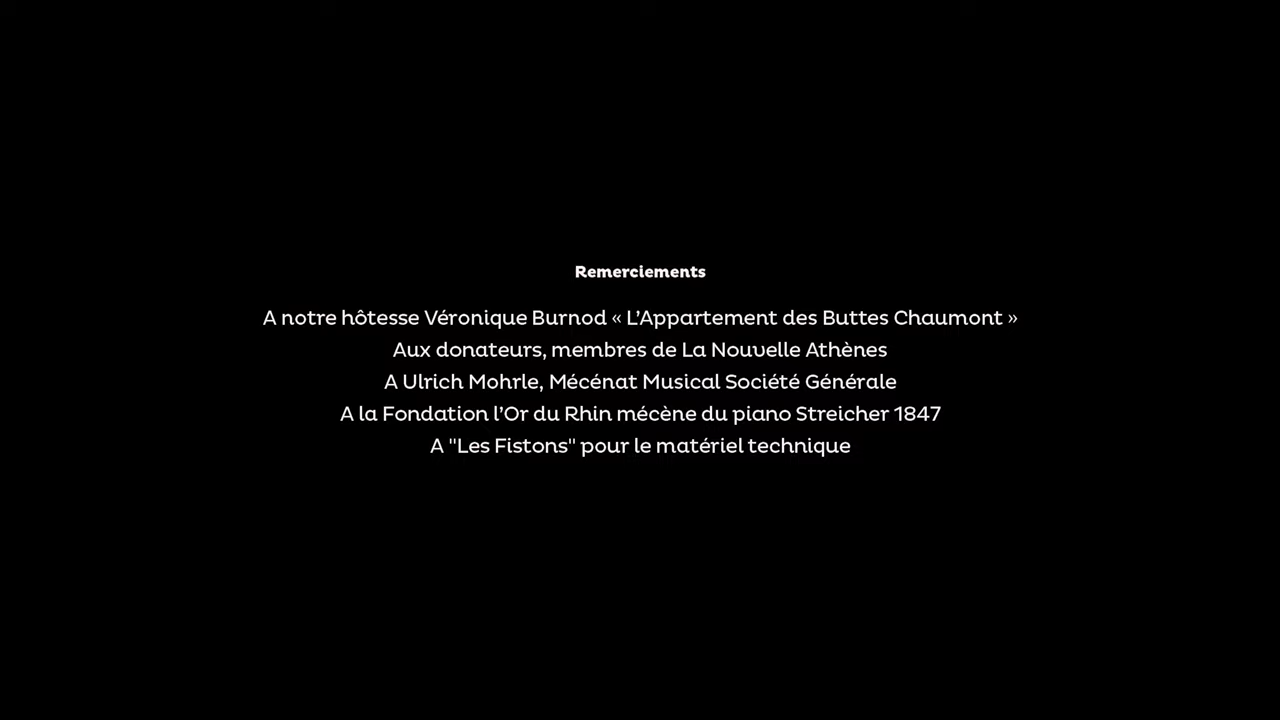 Remerciements
A notre hôtesse Véronique Burnod « L’Appartement des Buttes Chaumont »
Aux donateurs, membres de La Nouvelle Athènes
A Ulrich Mohrle, Mécénat Musical Société Générale
A la Fondation l’Or du Rhin mécène du piano Streicher 1847
A "Les Fistons" pour le matériel technique